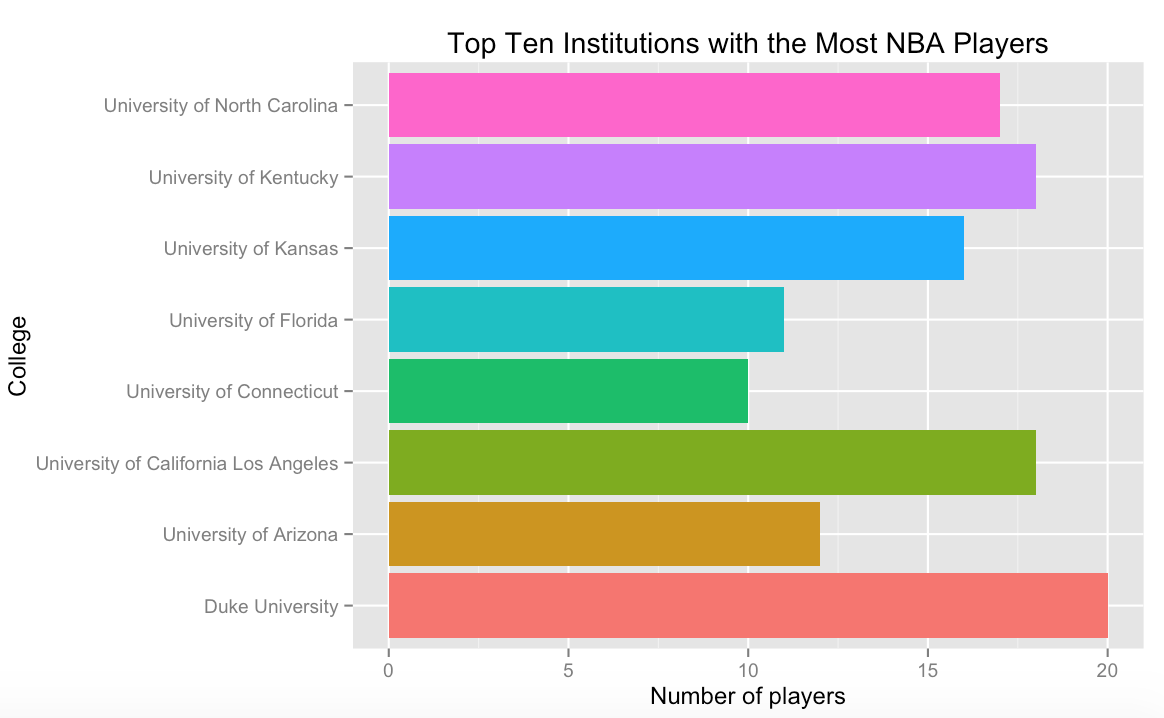 Top Ten Institutions with the Most NBA Players
University of North Carolina
University of Kentucky
University of Kansas
University of Florida
University of Connecticut
University of California Los Angeles
University of Arizona
Duke University
College
0 5 10 15 20
Number of players